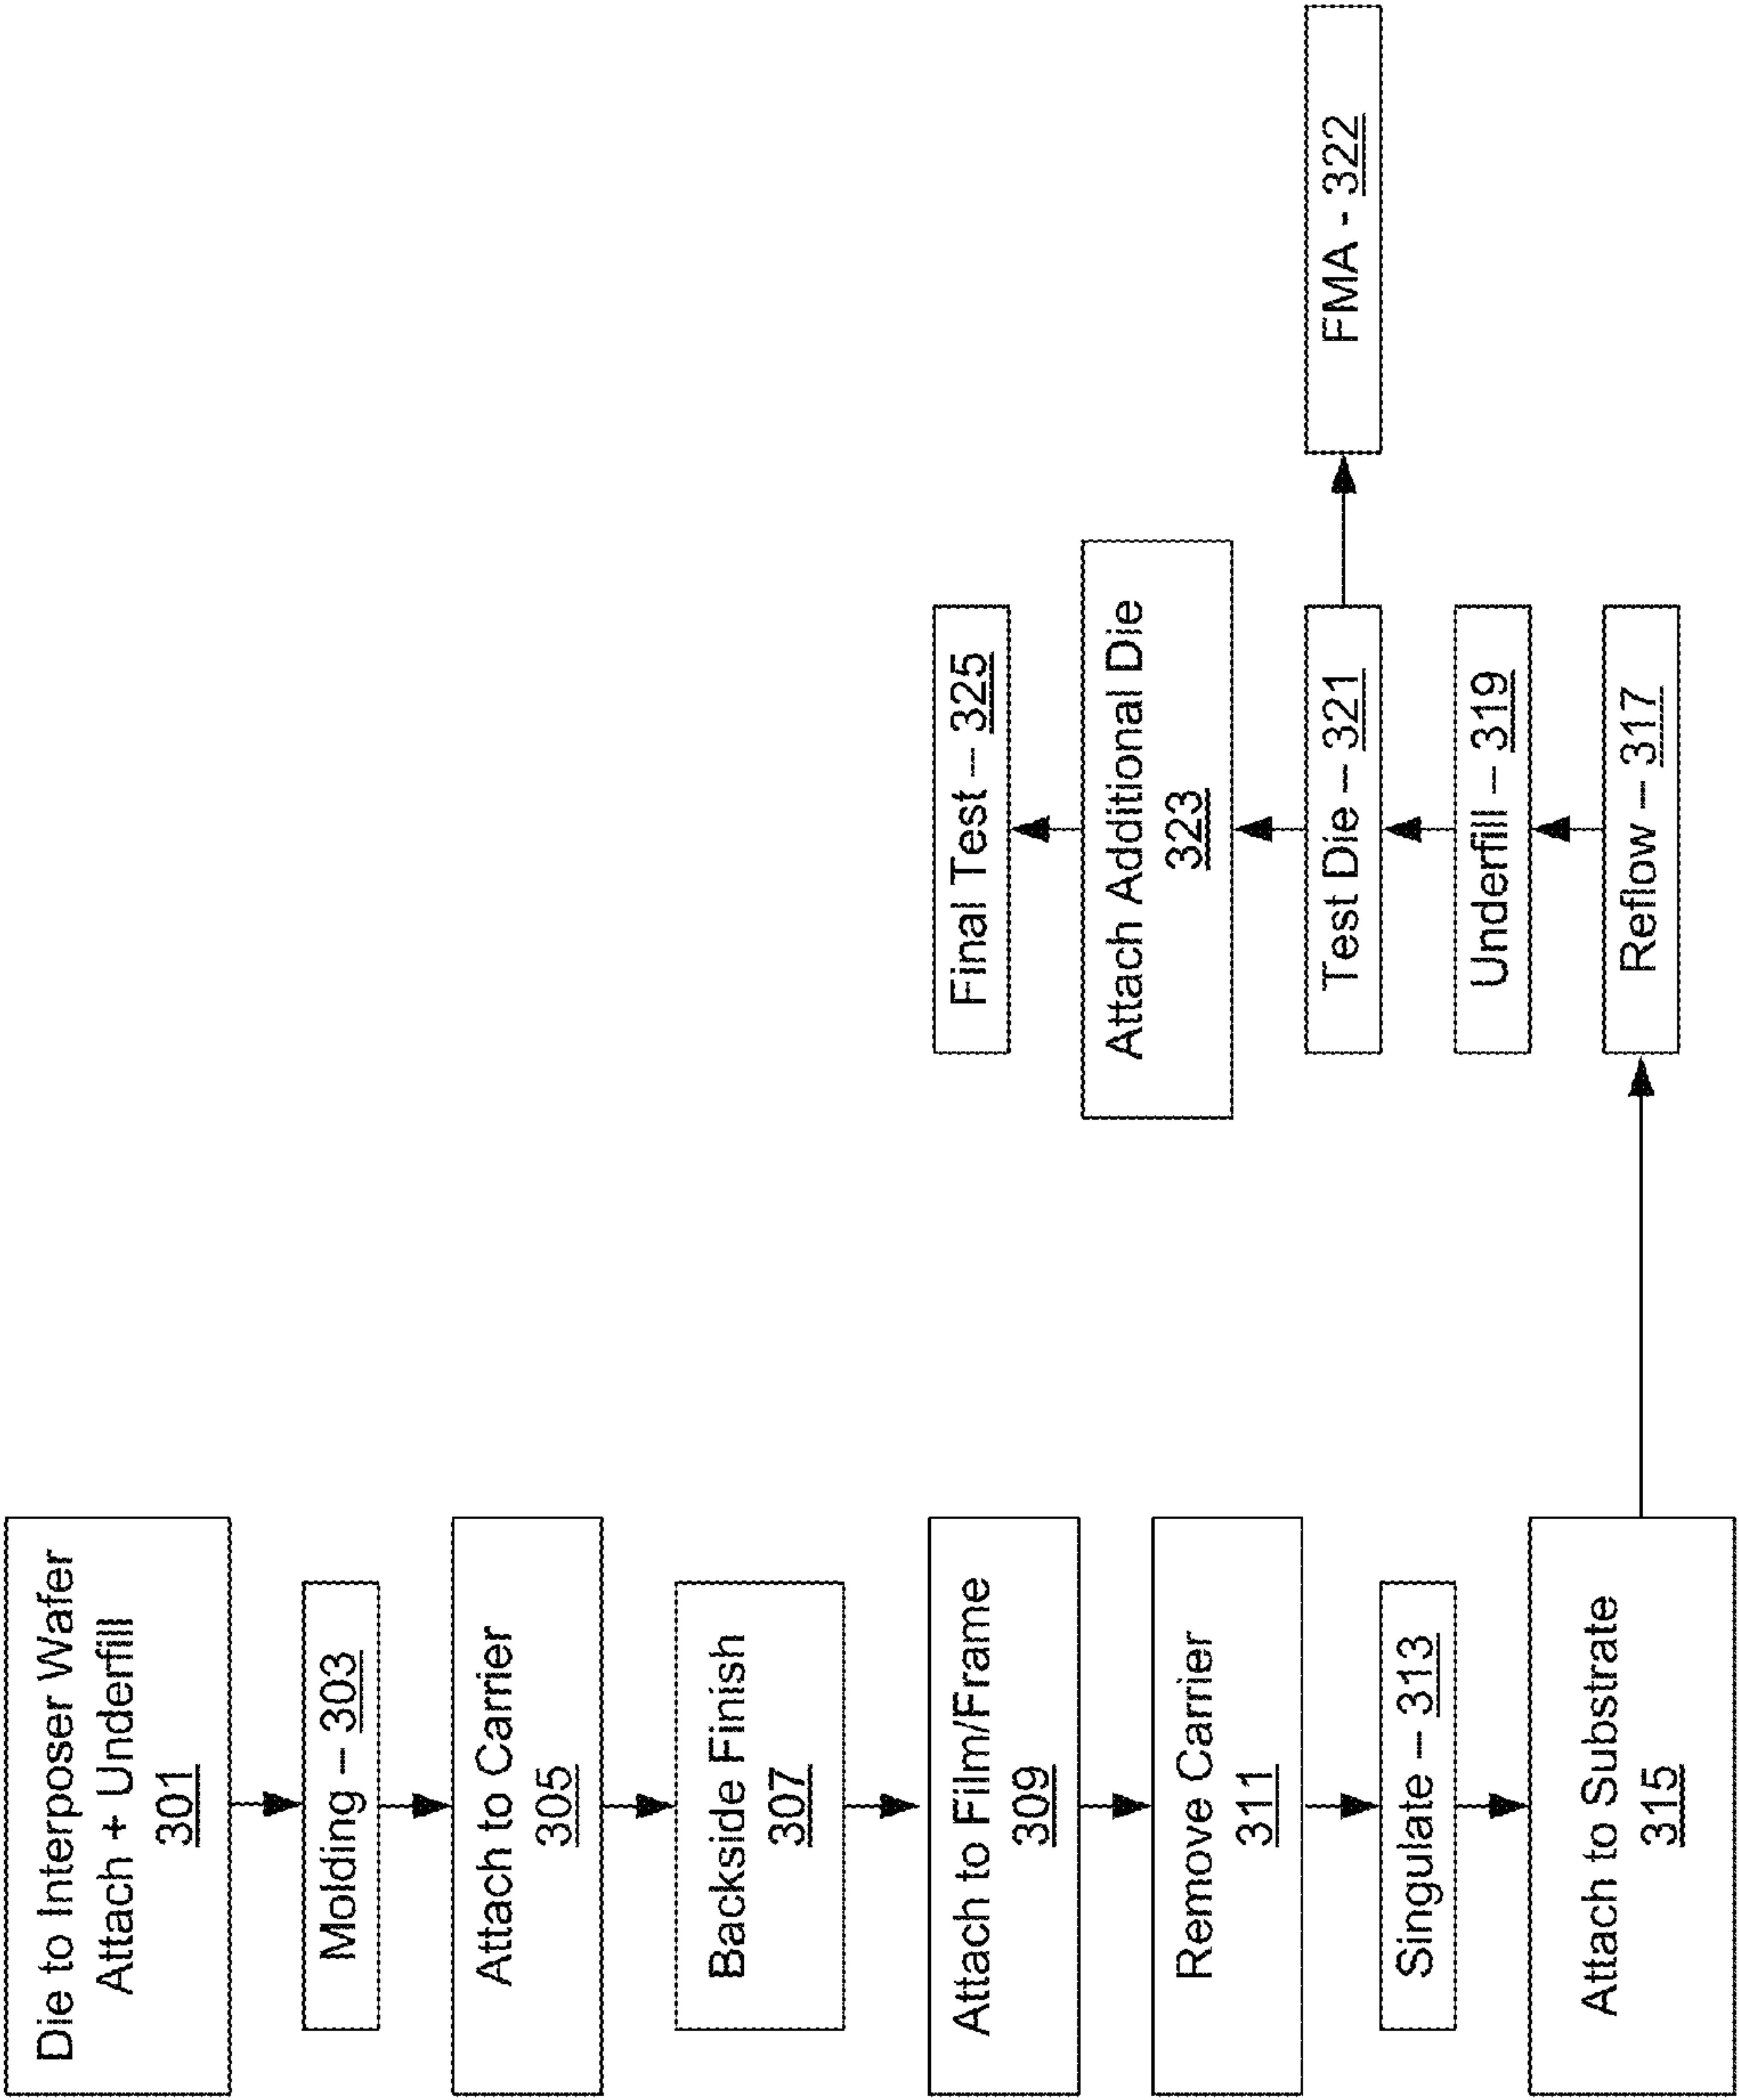 Die to Interposer Wafer
Attach + Underfill
301
Molding – 303
Attach to Carrier
305
Backside Finish
307
Attach to Film/Frame
309
Remove Carrier
311
Singulate – 313
Attach to Substrate
315
Reflow – 317
Underfill – 319
Test Die – 321
FMA - 322
Attach Additional Die
323
Final Test – 325